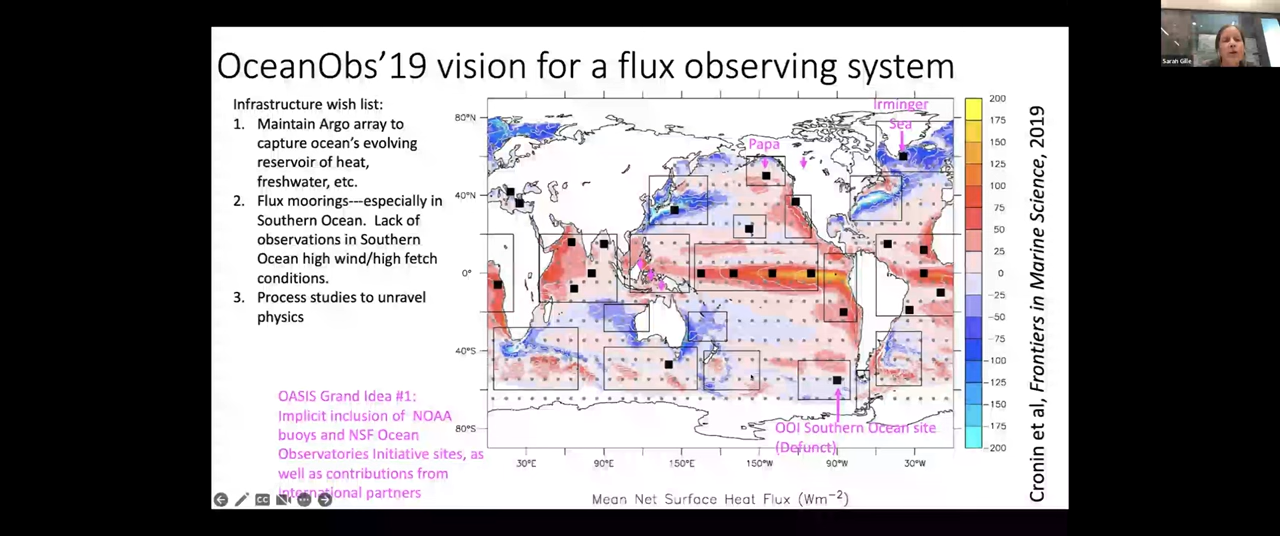 Sarah Gille
OceanObs'19 vision for a flux observing system
Infrastructure wish list:
1. Maintain Argo array to
capture ocean's evolving
reservoir of heat,
freshwater, etc.
2. Flux moorings---especially in
Southern Ocean. Lack of
observations in Southern
Ocean high wind/high fetch
conditions.
3. Process studies to unravel
physics
OASIS Grand Idea #1:
Implicit inclusion of NOAA
buoys and NSF Ocean
Observatories Initiative sites, as
well as contributions from
international partners
Irminger
Sea
Papa
OOI Southern Ocean site
(Defunct)
80°N
40°N
0°
40°S
80°S
30°E
90°E
150°E
150°W
90°W
30°W
Mean Net Surface Heat Flux (Wm−2)
200
175
150
125
100
75
50
25
0
−25
−50
−75
−100
−125
−150
−175
−200
Cronin et al, Frontiers in Marine Science, 2019
CC